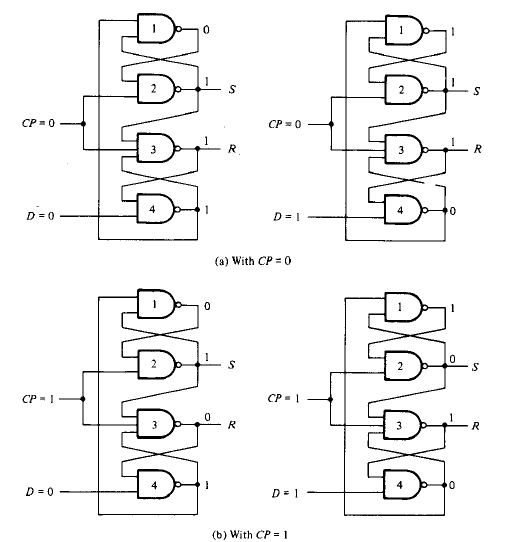 1 0 1 1
1 1
2 S 2 S
CP = 0 CP = 0
1 1
3 R 3 R
4 4
D = 0 1 D = 1 0
(a) With CP = 0
1 0 1 1
1 0
2 S 2 S
CP = 1 CP = 1
0 1
3 R 3 R
4 4
D = 0 1 D = 1 0
(b) With CP = 1